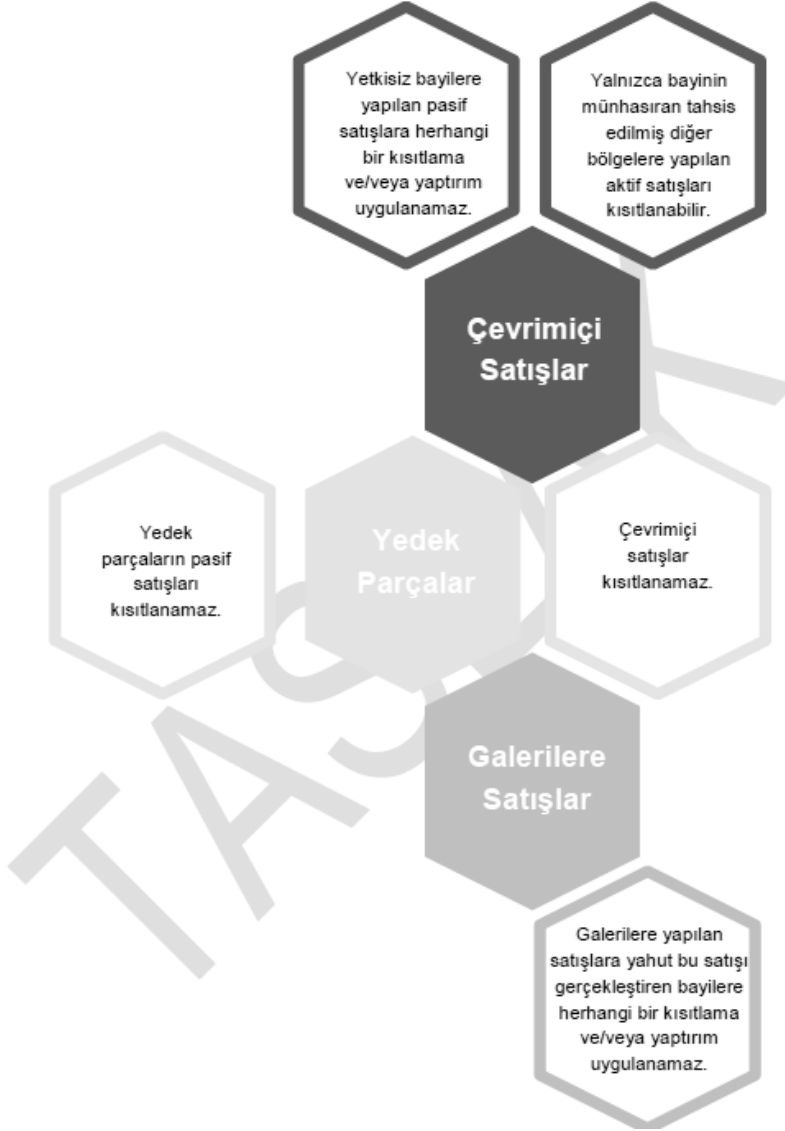 Yetkisiz bayilere
yapılan pasif
satışlara herhangi
bir kısıtlama
ve/veya yaptırım
uygulanamaz.
Yalnızca bayinin
münhasıran tahsis
edilmiş diğer
bölgelere yapılan
aktif satışları
kısıtlanabilir.
Çevrimiçi
Satışlar
Yedek
parçaların pasif
satışları
kısıtlanamaz.
Yedek
Parçalar
Çevrimiçi
satışlar
kısıtlanamaz.
Galerilere
Satışlar
Galerilere yapılan
satışlara yahut bu satışı
gerçekleştiren bayilere
herhangi bir kısıtlama
ve/veya yaptırım
uygulanamaz.